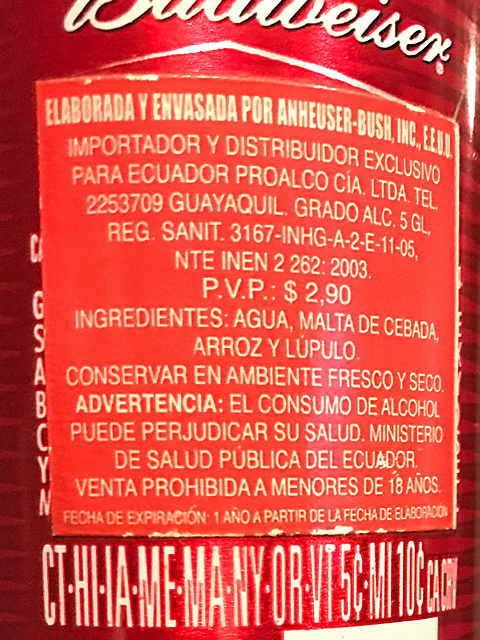 Budweiser®
ELABORADA Y ENVASADA POR ANHEUSER-BUSH, INC., E.E.U.U.
IMPORTADOR Y DISTRIBUIDOR EXCLUSIVO
PARA ECUADOR PROALCO CÍA. LTDA. TEL.
2253709 GUAYAQUIL. GRADO ALC. 5 GL,
REG. SANIT. 3167-INHG-A-2-E-11-05,
NTE INEN 2 262: 2003.
P.V.P.: $ 2,90
INGREDIENTES: AGUA, MALTA DE CEBADA,
ARROZ Y LÚPULO.
CONSERVAR EN AMBIENTE FRESCO Y SECO.
ADVERTENCIA: EL CONSUMO DE ALCOHOL
PUEDE PERJUDICAR SU SALUD. MINISTERIO
DE SALUD PÚBLICA DEL ECUADOR.
VENTA PROHIBIDA A MENORES DE 18 AÑOS.
FECHA DE EXPIRACIÓN: 1 AÑO A PARTIR DE LA FECHA DE ELABORACIÓN
CT·HI·IA·ME·MA·NY·OR·VT 5¢·MI 10¢ CA CRV